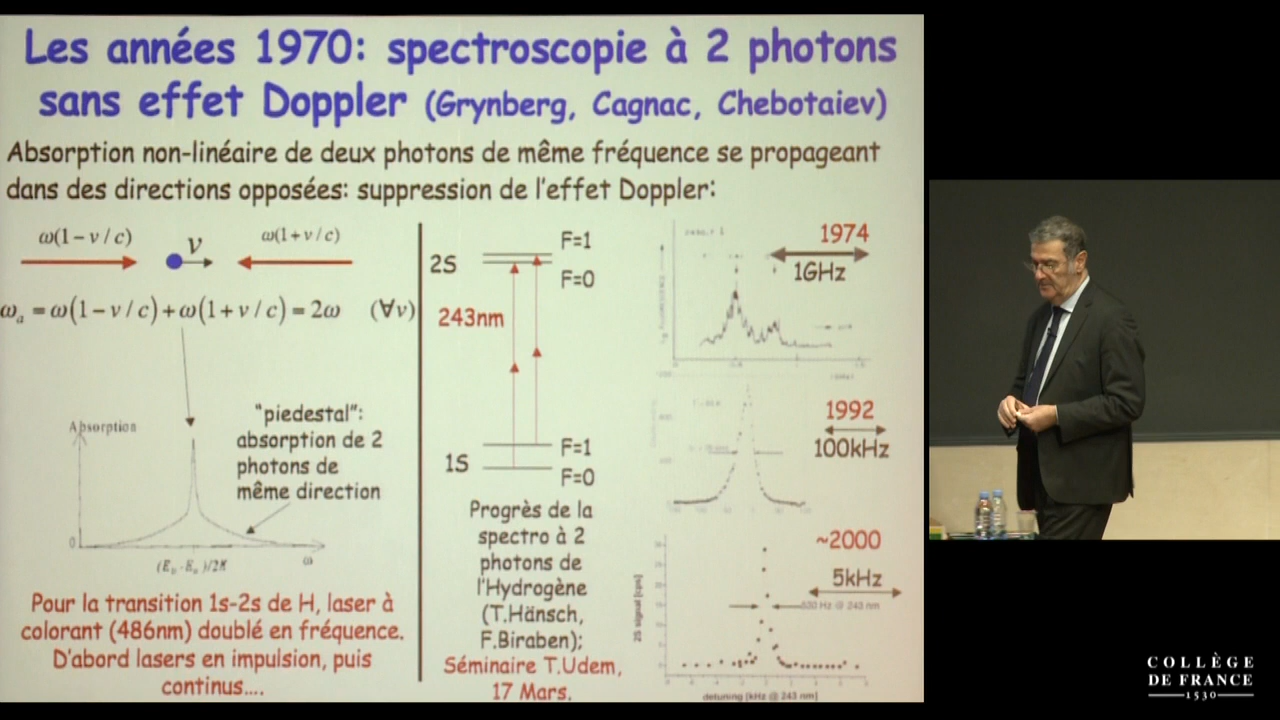 Les années 1970: spectroscopie à 2 photons
sans effet Doppler (Grynberg, Cagnac, Chebotaiev)
Absorption non-linéaire de deux photons de même fréquence se propageant
dans des directions opposées: suppression de l'effet Doppler:
ω(1-v/c)
v
ω(1+v/c)
ωₐ = ω(1-v/c)+ω(1+v/c)=2ω (∀v)
Absorption
"piedestal":
absorption de 2
photons de
même direction
0
ω
Pour la transition 1s-2s de H, laser à
colorant (486nm) doublé en fréquence.
D'abord lasers en impulsion, puis
continus....
2S
F=1
F=0
243nm
1S
F=1
F=0
Progrès de la
spectro à 2
photons de
l'Hydrogène
(T.Hänsch,
F.Biraben);
Séminaire T.Udem,
17 Mars.
1974
1GHz
1992
100kHz
~2000
5kHz
2S signal [cps]
detuning [kHz @ 243 nm]
COLLÈGE
DE FRANCE
1530